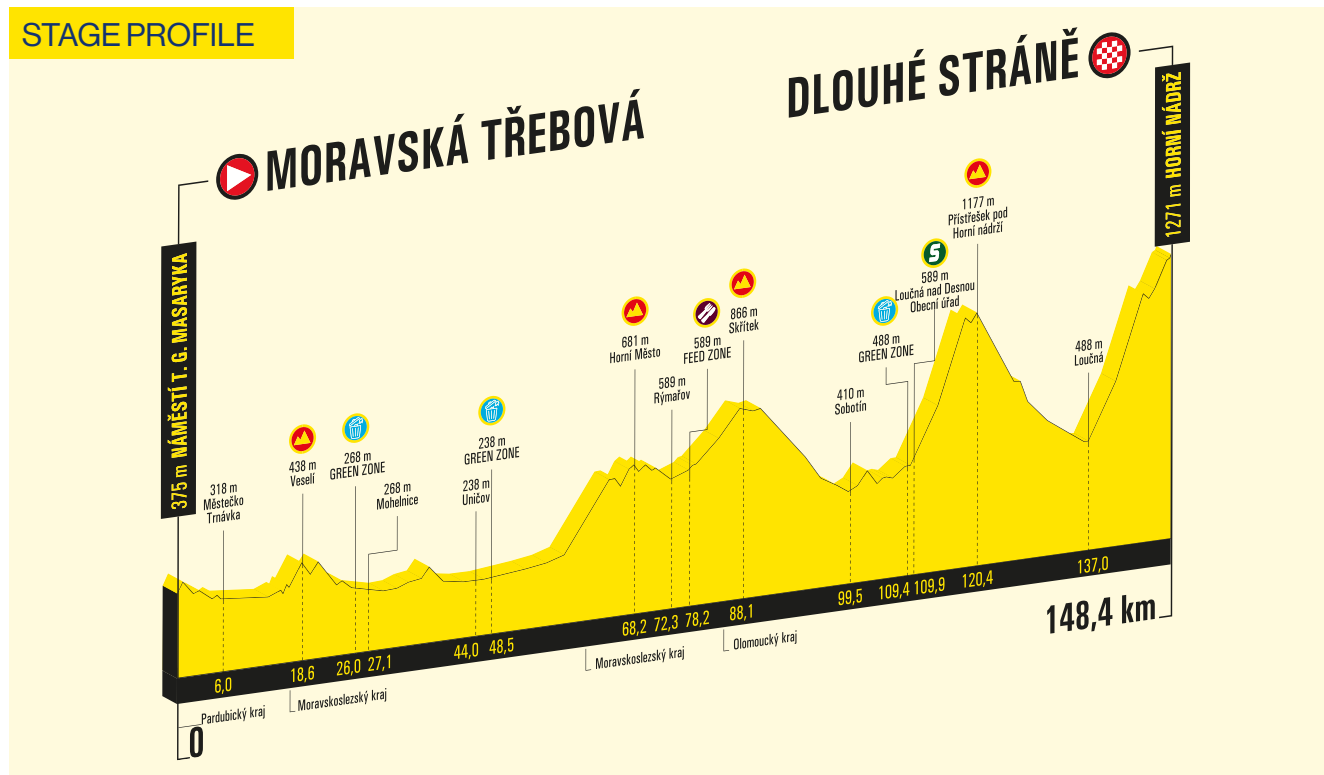 STAGE PROFILE
MORAVSKÁ TŘEBOVÁ
DLOUHÉ STRÁNĚ
375 m NÁMĚSTÍ T. G. MASARYKA
318 m
Městečko
Trnávka
438 m
Veselí
268 m
GREEN ZONE
268 m
Mohelnice
238 m
GREEN ZONE
238 m
Uničov
681 m
Horní Město
589 m
Rýmařov
589 m
FEED ZONE
866 m
Skřítek
410 m
Sobotín
488 m
GREEN ZONE
S
589 m
Loučná nad Desnou
Obecní úřad
1177 m
Přístřešek pod
Horní nádrží
488 m
Loučná
1271 m HORNÍ NÁDRŽ
0
6,0
18,6
26,0
27,1
44,0
48,5
68,2
72,3
78,2
88,1
99,5
109,4
109,9
120,4
137,0
148,4 km
Pardubický kraj
Moravskoslezský kraj
Moravskoslezský kraj
Olomoucký kraj